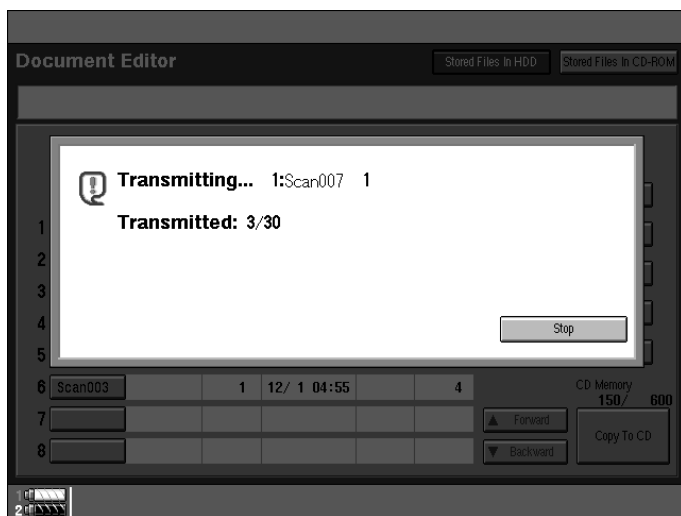 Document Editor Stored Files In HDD Stored Files In CD-ROM
Transmitting... 1:Scan007 1
Transmitted: 3/30
Stop
1
2
3
4
5
6 Scan003 1 12/ 1 04:55 4 CD Memory
150/ 600
7 ▲ Forward Copy To CD
8 ▼ Backward
1
2